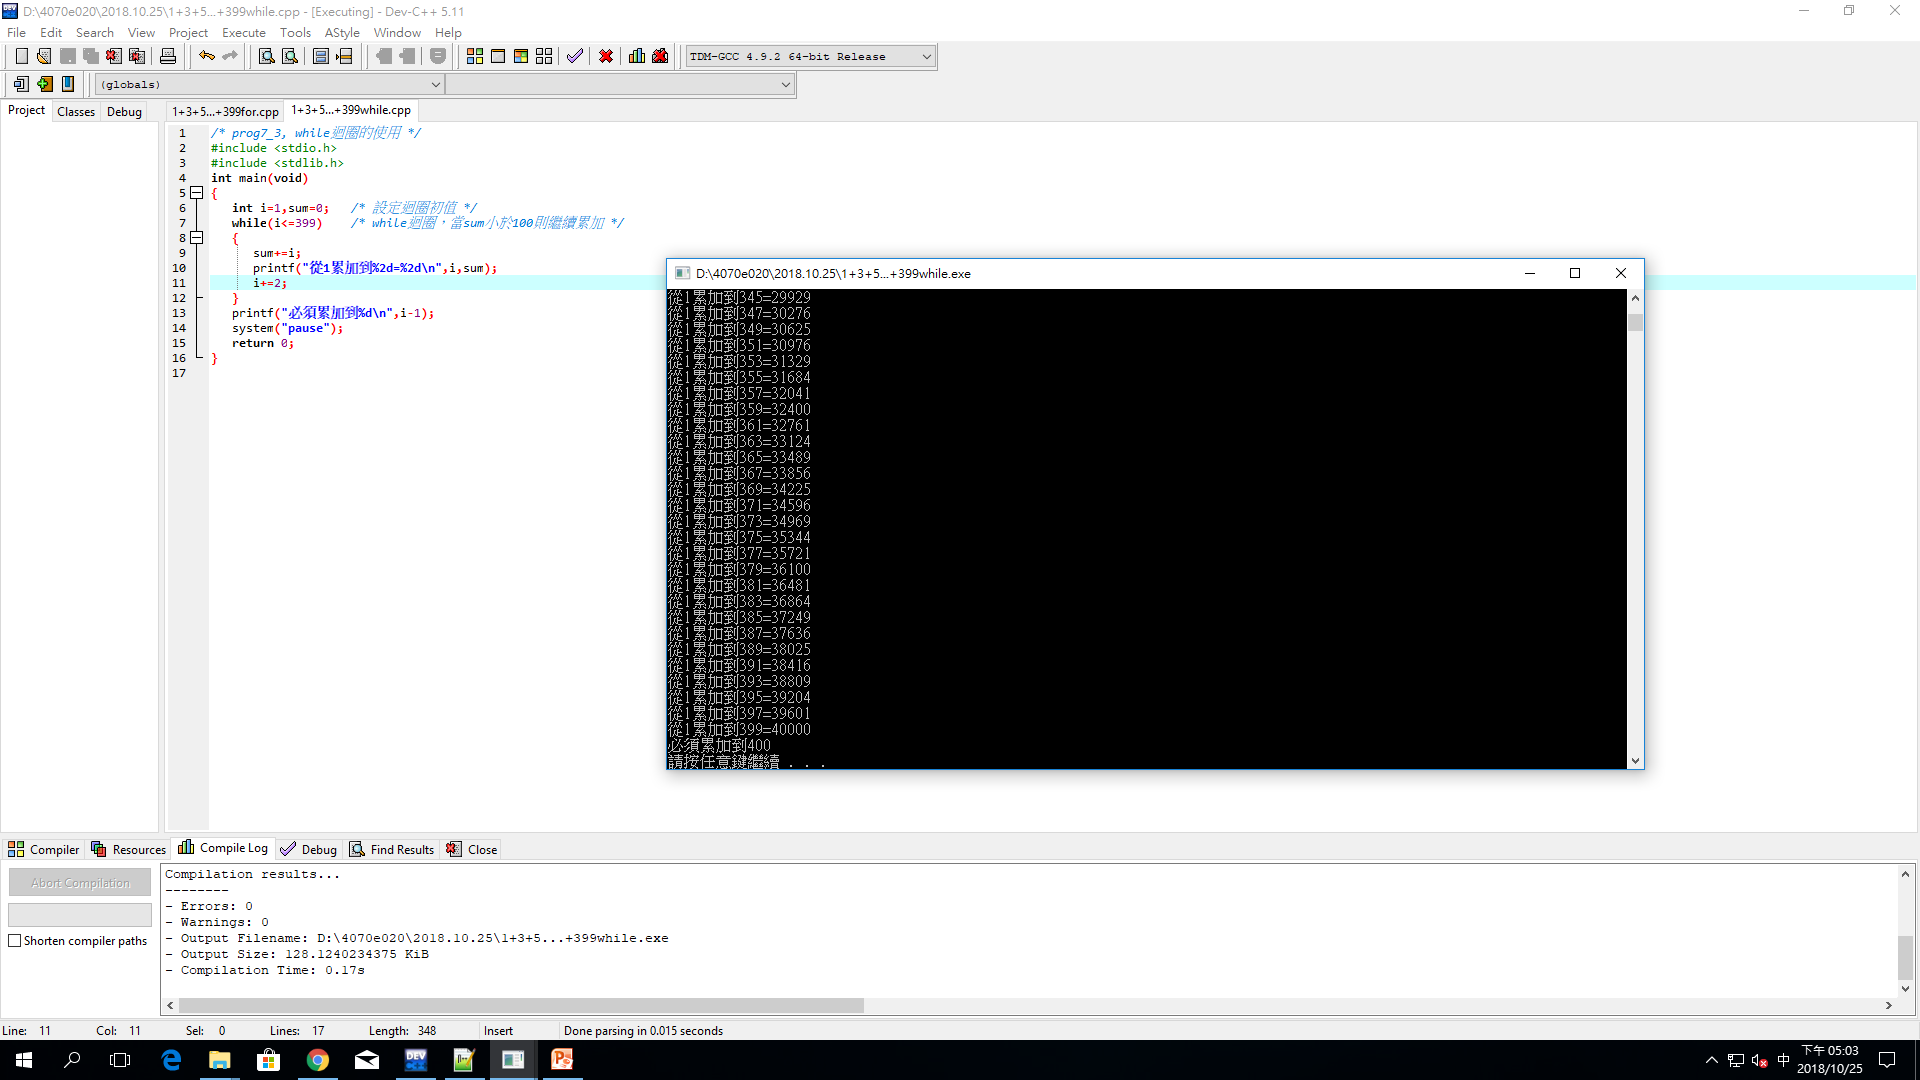 D:\4070e020\2018.10.25\1+3+5...+399while.cpp - [Executing] - Dev-C++ 5.11
File Edit Search View Project Execute Tools AStyle Window Help
TDM-GCC 4.9.2 64-bit Release
(globals)
Project Classes Debug 1+3+5...+399for.cpp 1+3+5...+399while.cpp
1 /* prog7_3, while迴圈的使用 */
2 #include <stdio.h>
3 #include <stdlib.h>
4 int main(void)
5 {
6 int i=1,sum=0; /* 設定迴圈初值 */
7 while(i<=399) /* while迴圈，當sum小於100則繼續累加 */
8 {
9 sum+=i;
10 printf("從1累加到%2d=%2d\n",i,sum);
11 i+=2;
12 }
13 printf("必須累加到%d\n",i-1);
14 system("pause");
15 return 0;
16 }
17
D:\4070e020\2018.10.25\1+3+5...+399while.exe
從1累加到345=29929
從1累加到347=30276
從1累加到349=30625
從1累加到351=30976
從1累加到353=31329
從1累加到355=31684
從1累加到357=32041
從1累加到359=32400
從1累加到361=32761
從1累加到363=33124
從1累加到365=33489
從1累加到367=33856
從1累加到369=34225
從1累加到371=34596
從1累加到373=34969
從1累加到375=35344
從1累加到377=35721
從1累加到379=36100
從1累加到381=36481
從1累加到383=36864
從1累加到385=37249
從1累加到387=37636
從1累加到389=38025
從1累加到391=38416
從1累加到393=38809
從1累加到395=39204
從1累加到397=39601
從1累加到399=40000
必須累加到400
請按任意鍵繼續 . . .
Compiler Resources Compile Log Debug Find Results Close
Abort Compilation
Shorten compiler paths
Compilation results...
--------
- Errors: 0
- Warnings: 0
- Output Filename: D:\4070e020\2018.10.25\1+3+5...+399while.exe
- Output Size: 128.1240234375 KiB
- Compilation Time: 0.17s
Line: 11 Col: 11 Sel: 0 Lines: 17 Length: 348 Insert Done parsing in 0.015 seconds
DEV
中
下午 05:03
2018/10/25